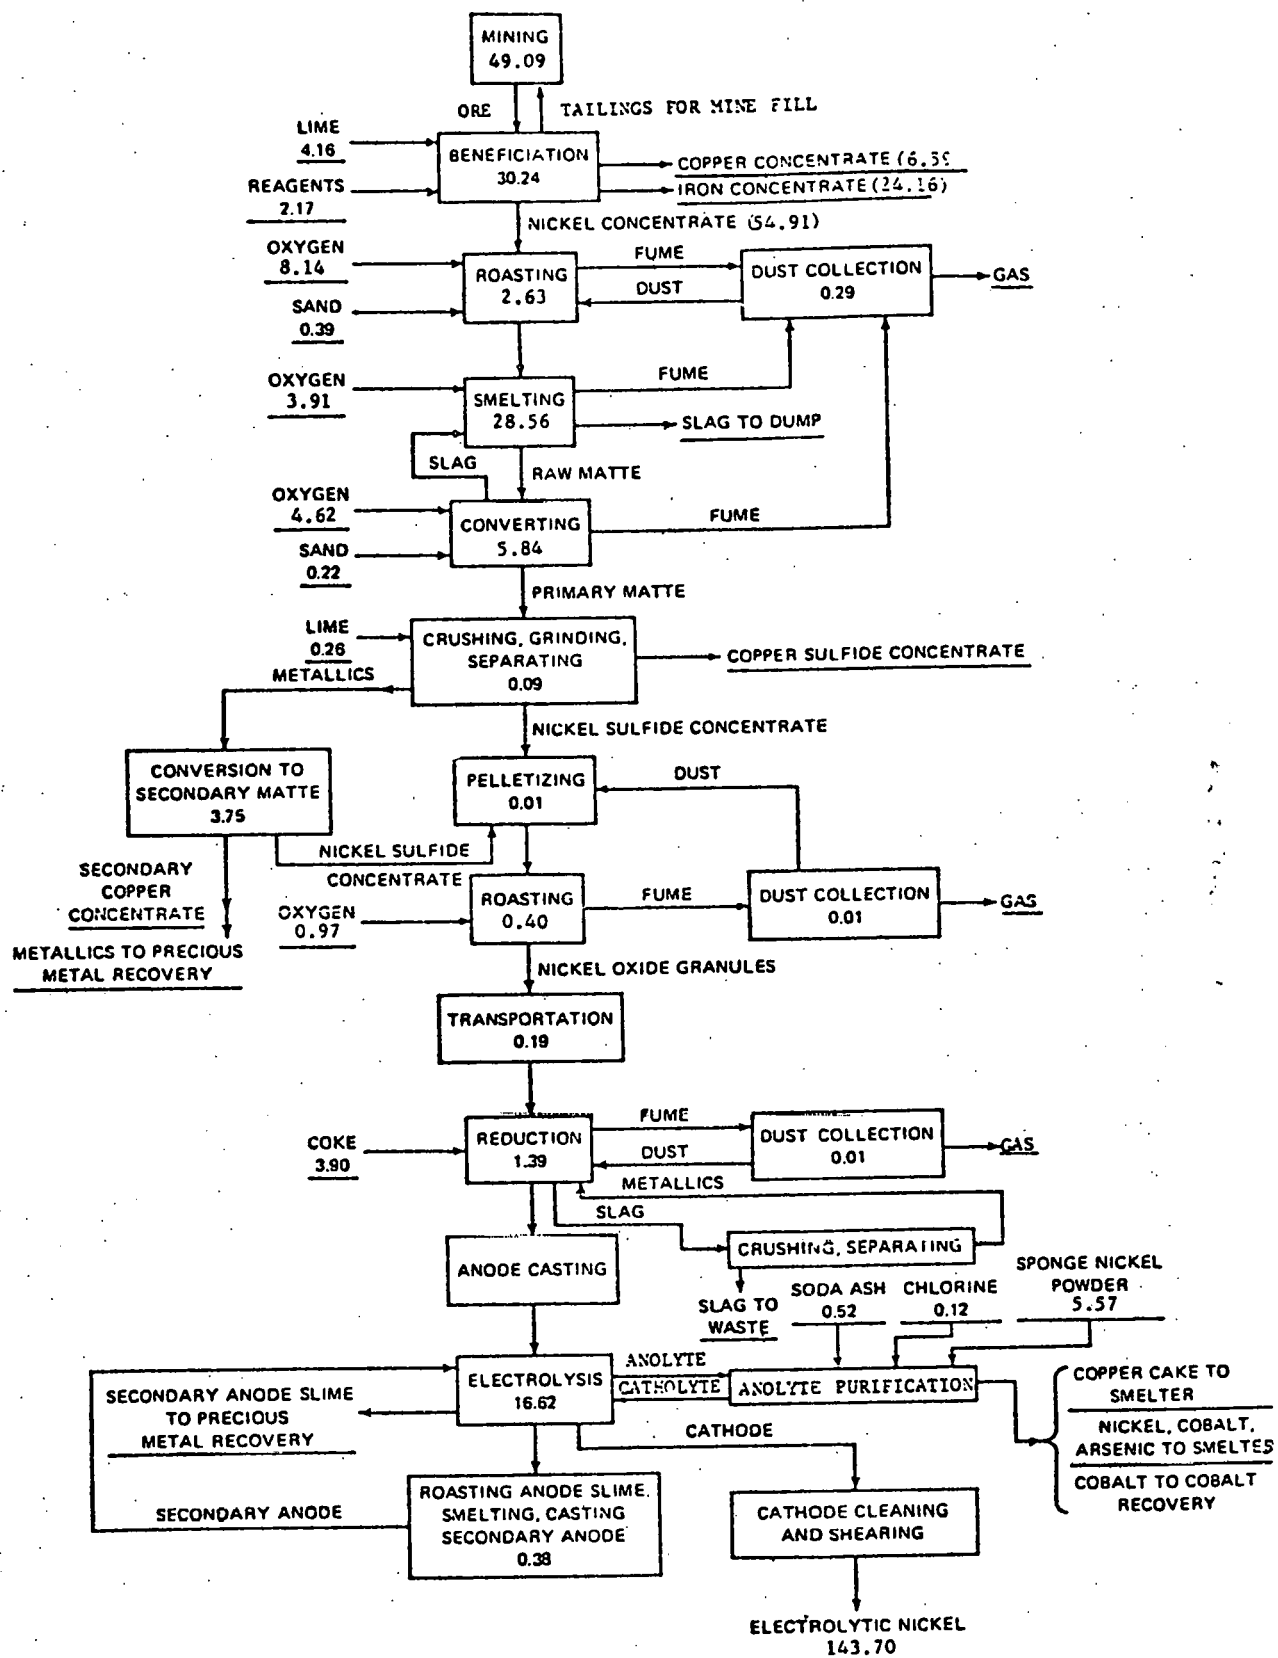 MINING
49.09
ORE
TAILINGS FOR MINE FILL
LIME
4.16
BENEFICIATION
30.24
COPPER CONCENTRATE (6.59
REAGENTS
2.17
IRON CONCENTRATE (24.16)
NICKEL CONCENTRATE (54.91)
OXYGEN
8.14
ROASTING
2.63
FUME
DUST
DUST COLLECTION
0.29
GAS
SAND
0.39
OXYGEN
3.91
SMELTING
28.56
FUME
SLAG TO DUMP
SLAG
RAW MATTE
OXYGEN
4.62
CONVERTING
5.84
FUME
SAND
0.22
PRIMARY MATTE
LIME
0.26
CRUSHING, GRINDING,
SEPARATING
0.09
COPPER SULFIDE CONCENTRATE
METALLICS
NICKEL SULFIDE CONCENTRATE
CONVERSION TO
SECONDARY MATTE
3.75
PELLETIZING
0.01
DUST
NICKEL SULFIDE
CONCENTRATE
SECONDARY
COPPER
CONCENTRATE
METALLICS TO PRECIOUS
METAL RECOVERY
OXYGEN
0.97
ROASTING
0.40
FUME
DUST COLLECTION
0.01
GAS
NICKEL OXIDE GRANULES
TRANSPORTATION
0.19
COKE
3.90
REDUCTION
1.39
FUME
DUST
DUST COLLECTION
0.01
GAS
METALLICS
SLAG
CRUSHING, SEPARATING
ANODE CASTING
SLAG TO
WASTE
SODA ASH
0.52
CHLORINE
0.12
SPONGE NICKEL
POWDER
5.57
ELECTROLYSIS
16.62
ANOLYTE
CATHOLYTE
ANOLYTE PURIFICATION
SECONDARY ANODE SLIME
TO PRECIOUS
METAL RECOVERY
COPPER CAKE TO
SMELTER
NICKEL, COBALT,
ARSENIC TO SMELTES
COBALT TO COBALT
RECOVERY
CATHODE
SECONDARY ANODE
ROASTING ANODE SLIME,
SMELTING, CASTING
SECONDARY ANODE
0.38
CATHODE CLEANING
AND SHEARING
ELECTROLYTIC NICKEL
143.70